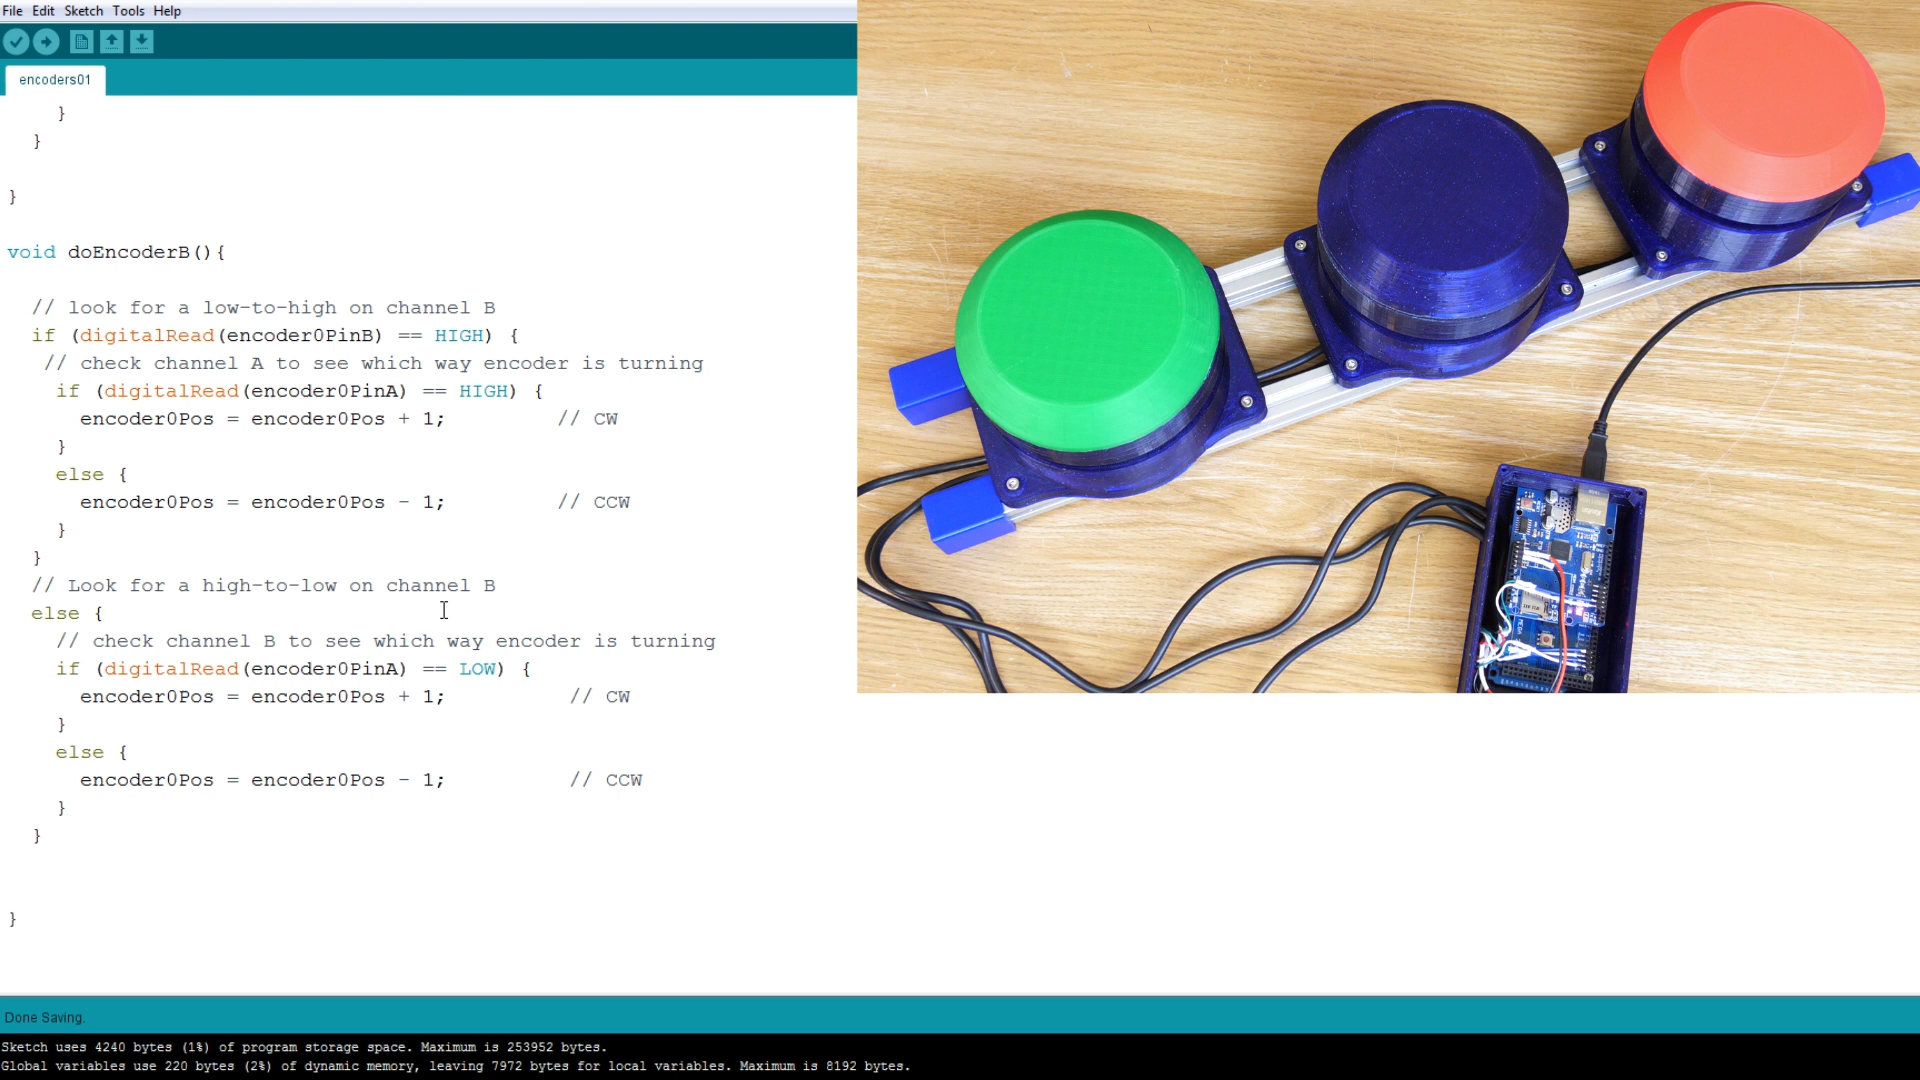 File Edit Sketch Tools Help
encoders01
}
}
}
void doEncoderB(){
// look for a low-to-high on channel B
if (digitalRead(encoder0PinB) == HIGH) {
// check channel A to see which way encoder is turning
if (digitalRead(encoder0PinA) == HIGH) {
encoder0Pos = encoder0Pos + 1; // CW
}
else {
encoder0Pos = encoder0Pos - 1; // CCW
}
}
// Look for a high-to-low on channel B
else {
// check channel B to see which way encoder is turning
if (digitalRead(encoder0PinA) == LOW) {
encoder0Pos = encoder0Pos + 1; // CW
}
else {
encoder0Pos = encoder0Pos - 1; // CCW
}
}
}
Done Saving.
Sketch uses 4240 bytes (1%) of program storage space. Maximum is 253952 bytes.
Global variables use 220 bytes (2%) of dynamic memory, leaving 7972 bytes for local variables. Maximum is 8192 bytes.